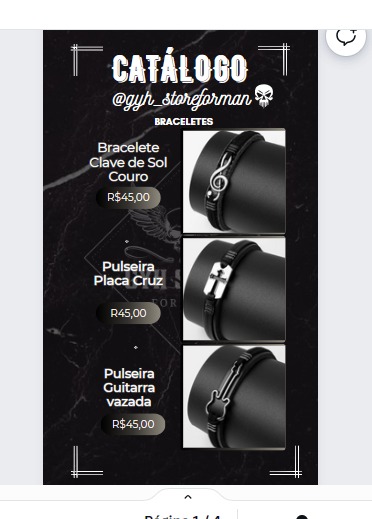 CATÁLOGO
@gyh_storeforman
BRACELETES
Bracelete
Clave de Sol
Couro
R$45,00
Pulseira
Placa Cruz
R45,00
Pulseira
Guitarra
vazada
R$45,00